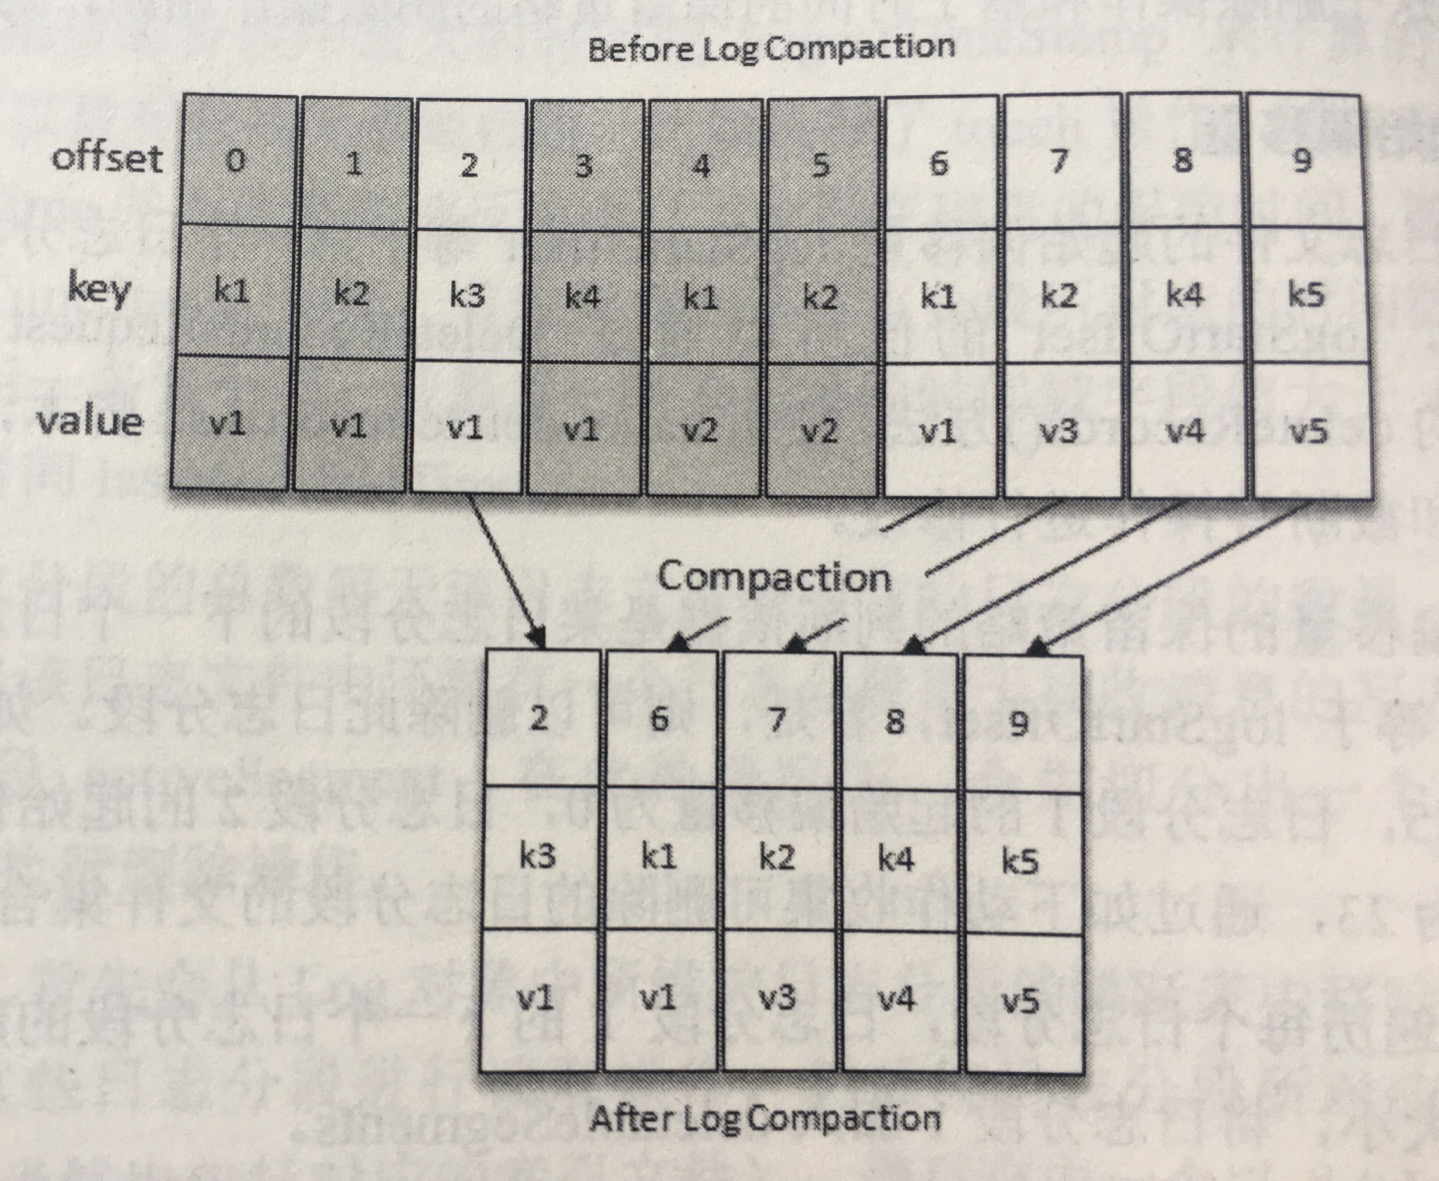 Before Log Compaction
offset 0 1 2 3 4 5 6 7 8 9
key k1 k2 k3 k4 k1 k2 k1 k2 k4 k5
value v1 v1 v1 v1 v2 v2 v1 v3 v4 v5
Compaction
2 6 7 8 9
k3 k1 k2 k4 k5
v1 v1 v3 v4 v5
After Log Compaction